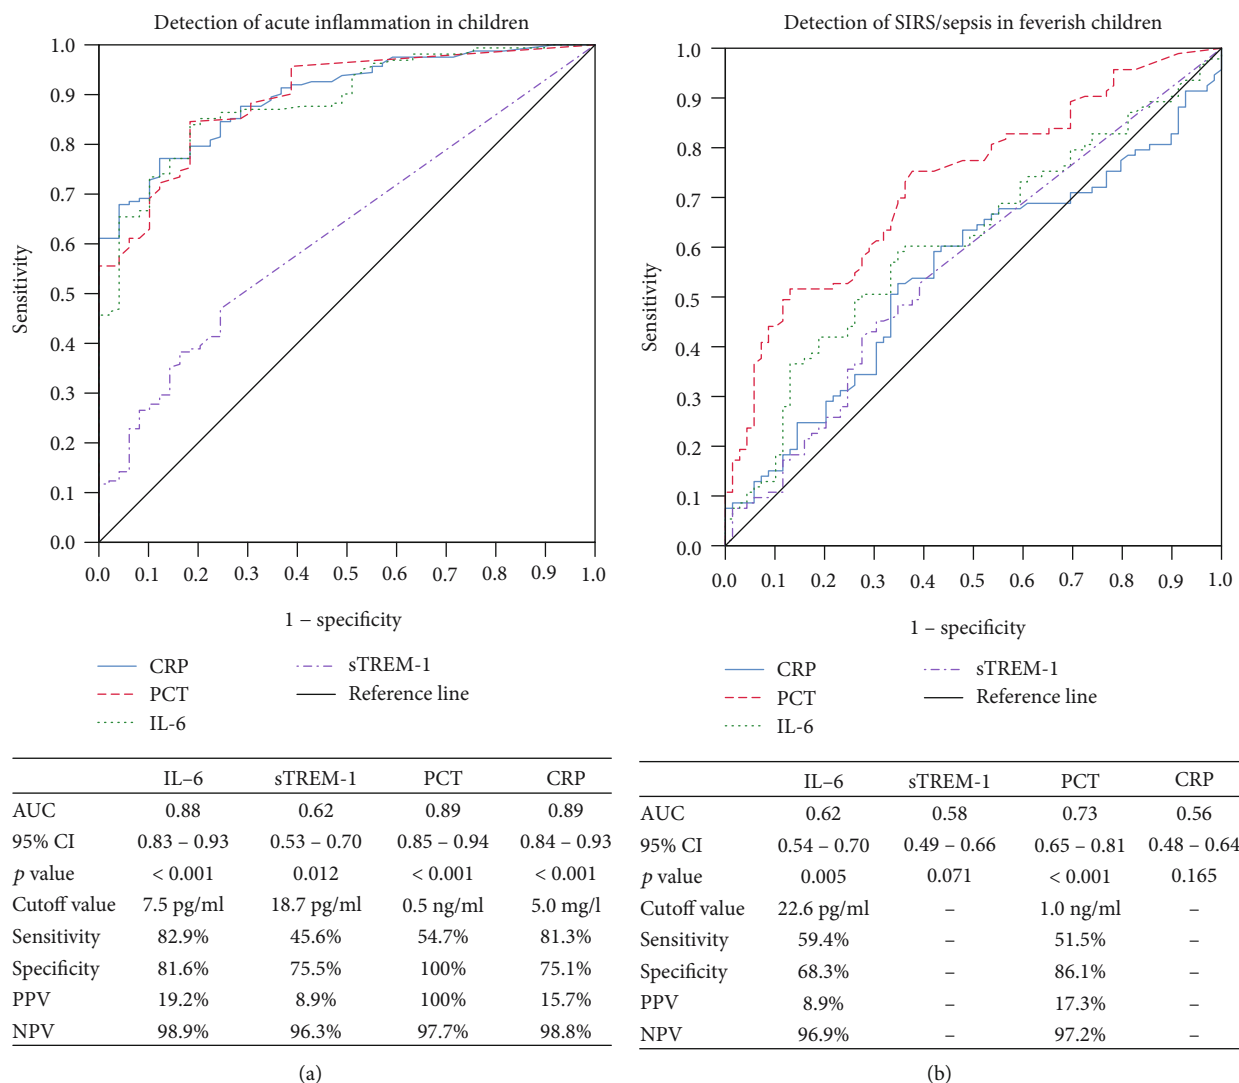 Detection of acute inflammation in children
1.0
0.9
0.8
0.7
0.6
0.5
0.4
0.3
0.2
0.1
0.0
Sensitivity
0.0 0.1 0.2 0.3 0.4 0.5 0.6 0.7 0.8 0.9 1.0
1 − specificity
CRP
PCT
IL-6
sTREM-1
Reference line
IL–6 sTREM-1 PCT CRP
AUC 0.88 0.62 0.89 0.89
95% CI 0.83 – 0.93 0.53 – 0.70 0.85 – 0.94 0.84 – 0.93
p value < 0.001 0.012 < 0.001 < 0.001
Cutoff value 7.5 pg/ml 18.7 pg/ml 0.5 ng/ml 5.0 mg/l
Sensitivity 82.9% 45.6% 54.7% 81.3%
Specificity 81.6% 75.5% 100% 75.1%
PPV 19.2% 8.9% 100% 15.7%
NPV 98.9% 96.3% 97.7% 98.8%
(a)
Detection of SIRS/sepsis in feverish children
1.0
0.9
0.8
0.7
0.6
0.5
0.4
0.3
0.2
0.1
0.0
Sensitivity
0.0 0.1 0.2 0.3 0.4 0.5 0.6 0.7 0.8 0.9 1.0
1 − specificity
CRP
PCT
IL-6
sTREM-1
Reference line
IL–6 sTREM-1 PCT CRP
AUC 0.62 0.58 0.73 0.56
95% CI 0.54 – 0.70 0.49 – 0.66 0.65 – 0.81 0.48 – 0.64
p value 0.005 0.071 < 0.001 0.165
Cutoff value 22.6 pg/ml – 1.0 ng/ml –
Sensitivity 59.4% – 51.5% –
Specificity 68.3% – 86.1% –
PPV 8.9% – 17.3% –
NPV 96.9% – 97.2% –
(b)